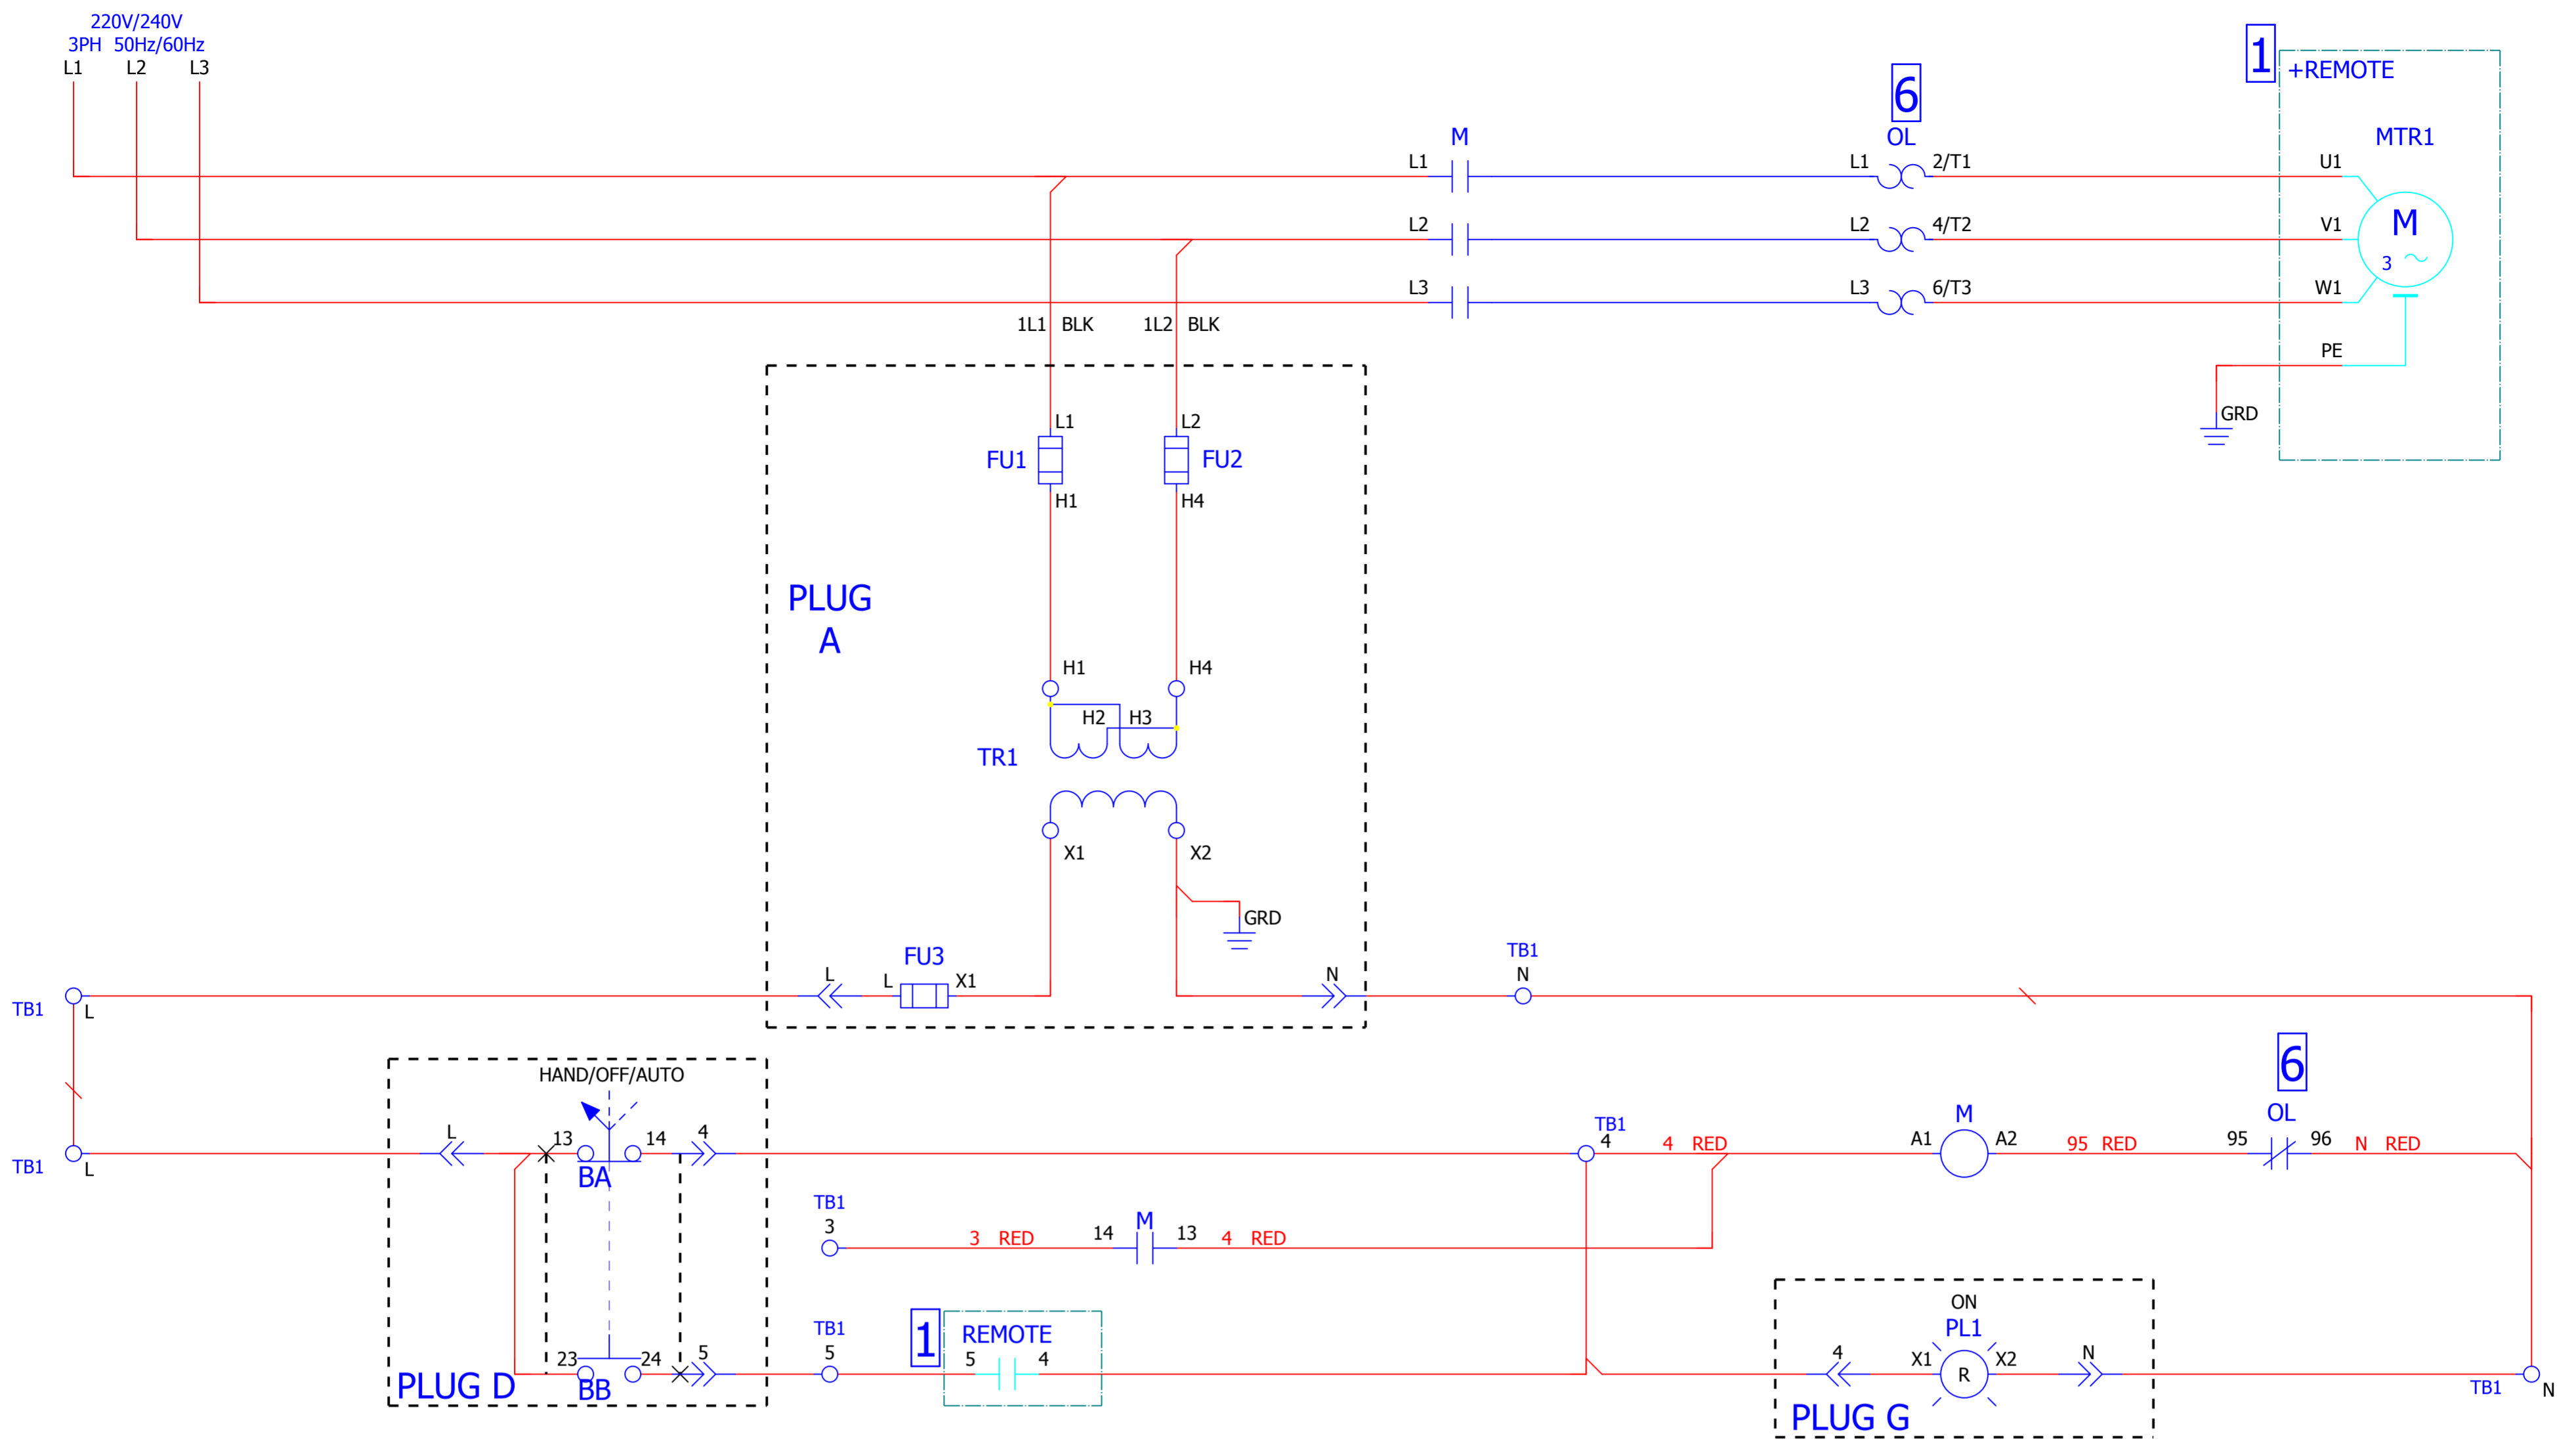 220V/240V
3PH 50Hz/60Hz
L1 L2 L3
1
+REMOTE
6
OL
M
MTR1
L1 L1 2/T1 U1
M
3
L2 L2 4/T2 V1
L3 L3 6/T3 W1
1L1 BLK 1L2 BLK
PE
GRD
L1 L2
FU1 FU2
H1 H4
PLUG
A
H1 H4
H2 H3
TR1
X1 X2
GRD
FU3
L L X1 N
TB1
N
TB1 L
HAND/OFF/AUTO
6
OL
TB1 L
L 13 14 4
BA
TB1
4
4 RED
M
A1 A2
95 RED
95 96
N RED
TB1
3
3 RED
14 M 13
4 RED
TB1
5
1
REMOTE
5 4
23 24 5
BB
PLUG D
ON
PL1
4 X1 R X2 N
PLUG G
TB1 N